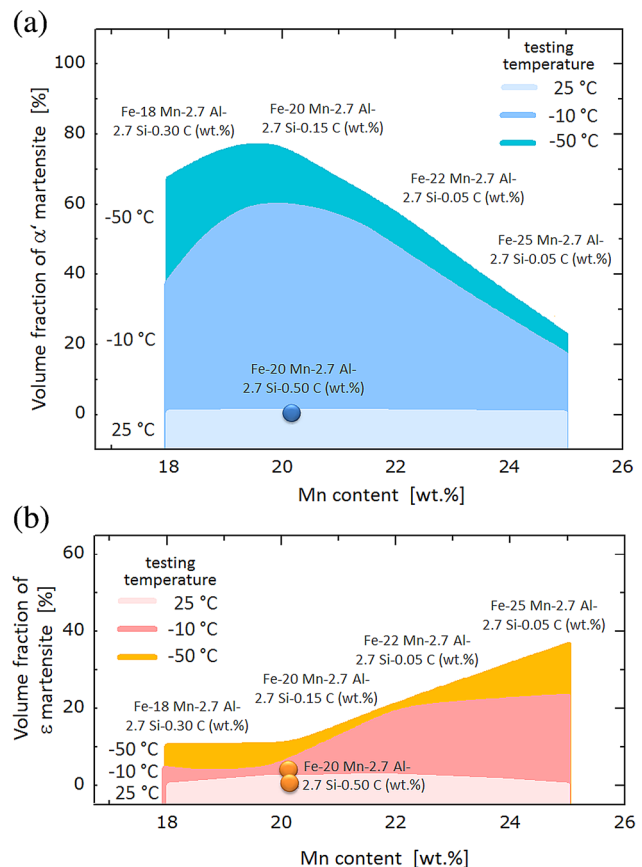 (a)
Volume fraction of α' martensite [%]
100
80
60
40
20
0
testing
temperature
25 °C
-10 °C
-50 °C
Fe-18 Mn-2.7 Al-
2.7 Si-0.30 C (wt.%)
Fe-20 Mn-2.7 Al-
2.7 Si-0.15 C (wt.%)
Fe-22 Mn-2.7 Al-
2.7 Si-0.05 C (wt.%)
Fe-25 Mn-2.7 Al-
2.7 Si-0.05 C (wt.%)
-50 °C
-10 °C
Fe-20 Mn-2.7 Al-
2.7 Si-0.50 C (wt.%)
25 °C
18 20 22 24 26
Mn content [wt.%]
(b)
Volume fraction of
ε martensite [%]
60
40
20
0
testing
temperature
25 °C
-10 °C
-50 °C
Fe-25 Mn-2.7 Al-
2.7 Si-0.05 C (wt.%)
Fe-22 Mn-2.7 Al-
2.7 Si-0.05 C (wt.%)
Fe-20 Mn-2.7 Al-
2.7 Si-0.15 C (wt.%)
Fe-18 Mn-2.7 Al-
2.7 Si-0.30 C (wt.%)
-50 °C
-10 °C
25 °C
Fe-20 Mn-2.7 Al-
2.7 Si-0.50 C (wt.%)
18 20 22 24 26
Mn content [wt.%]